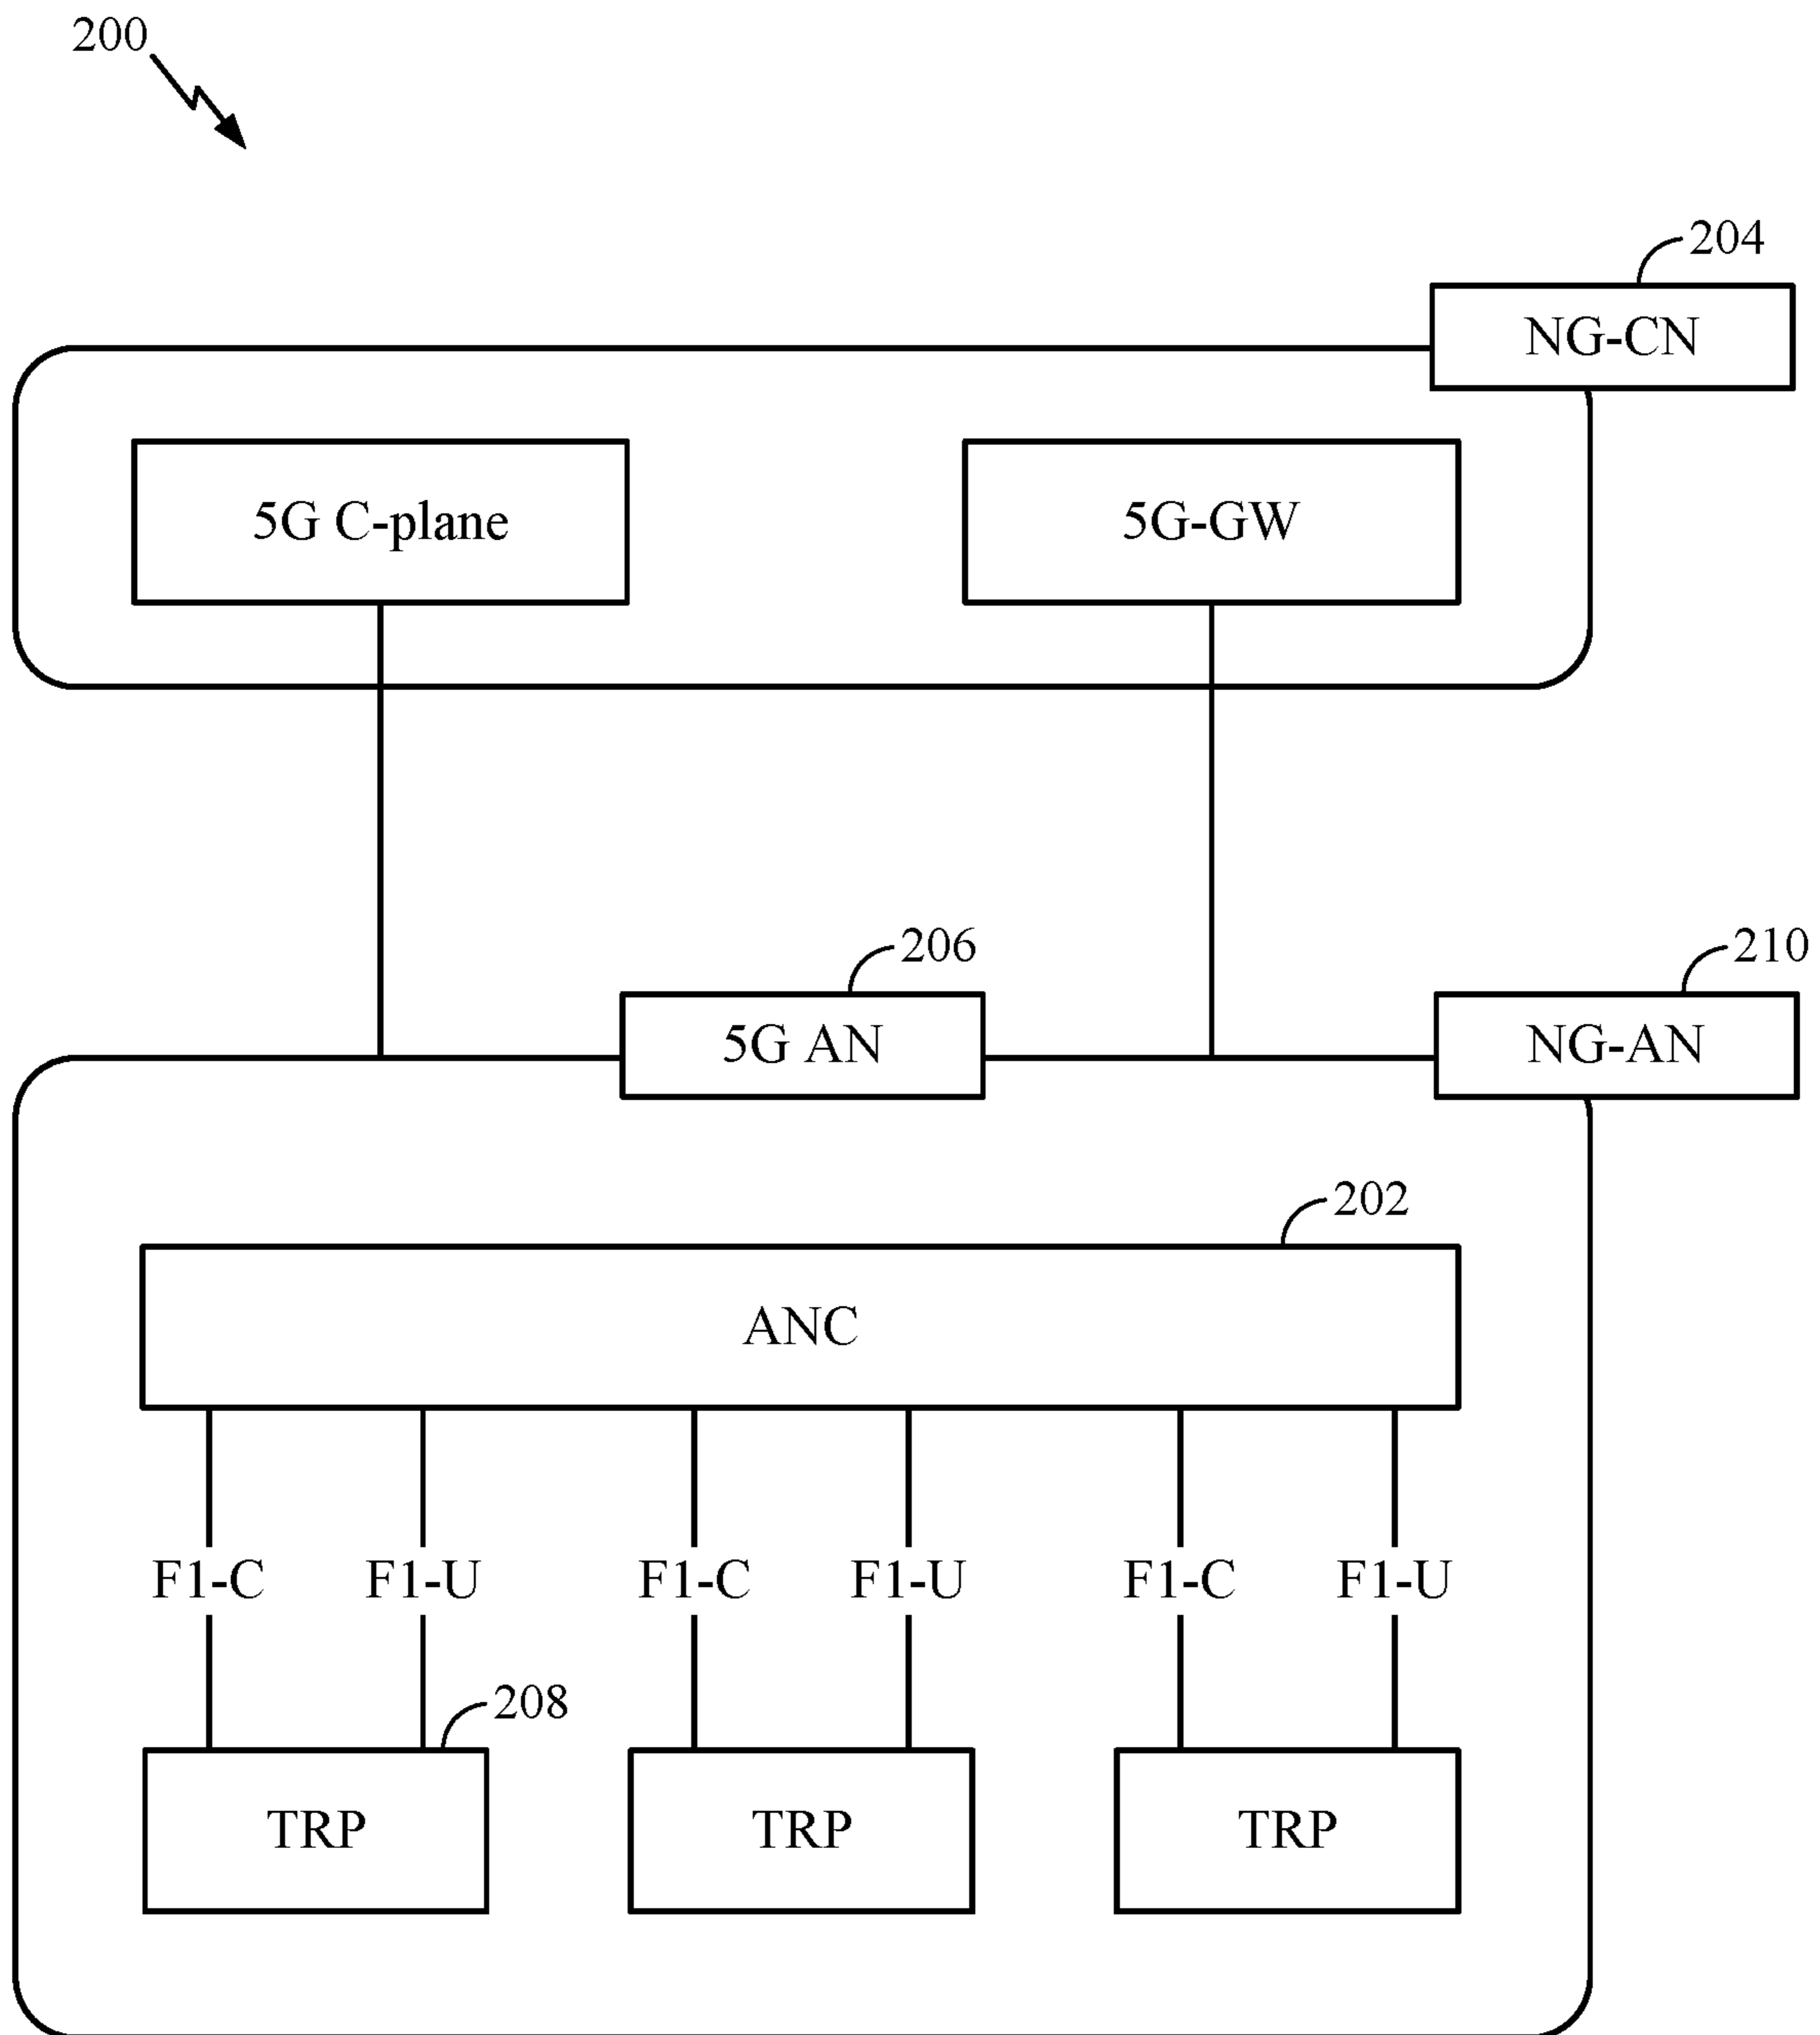 200
204
NG-CN
5G C-plane
5G-GW
206
210
5G AN
NG-AN
202
ANC
F1-C F1-U F1-C F1-U F1-C F1-U
208
TRP TRP TRP